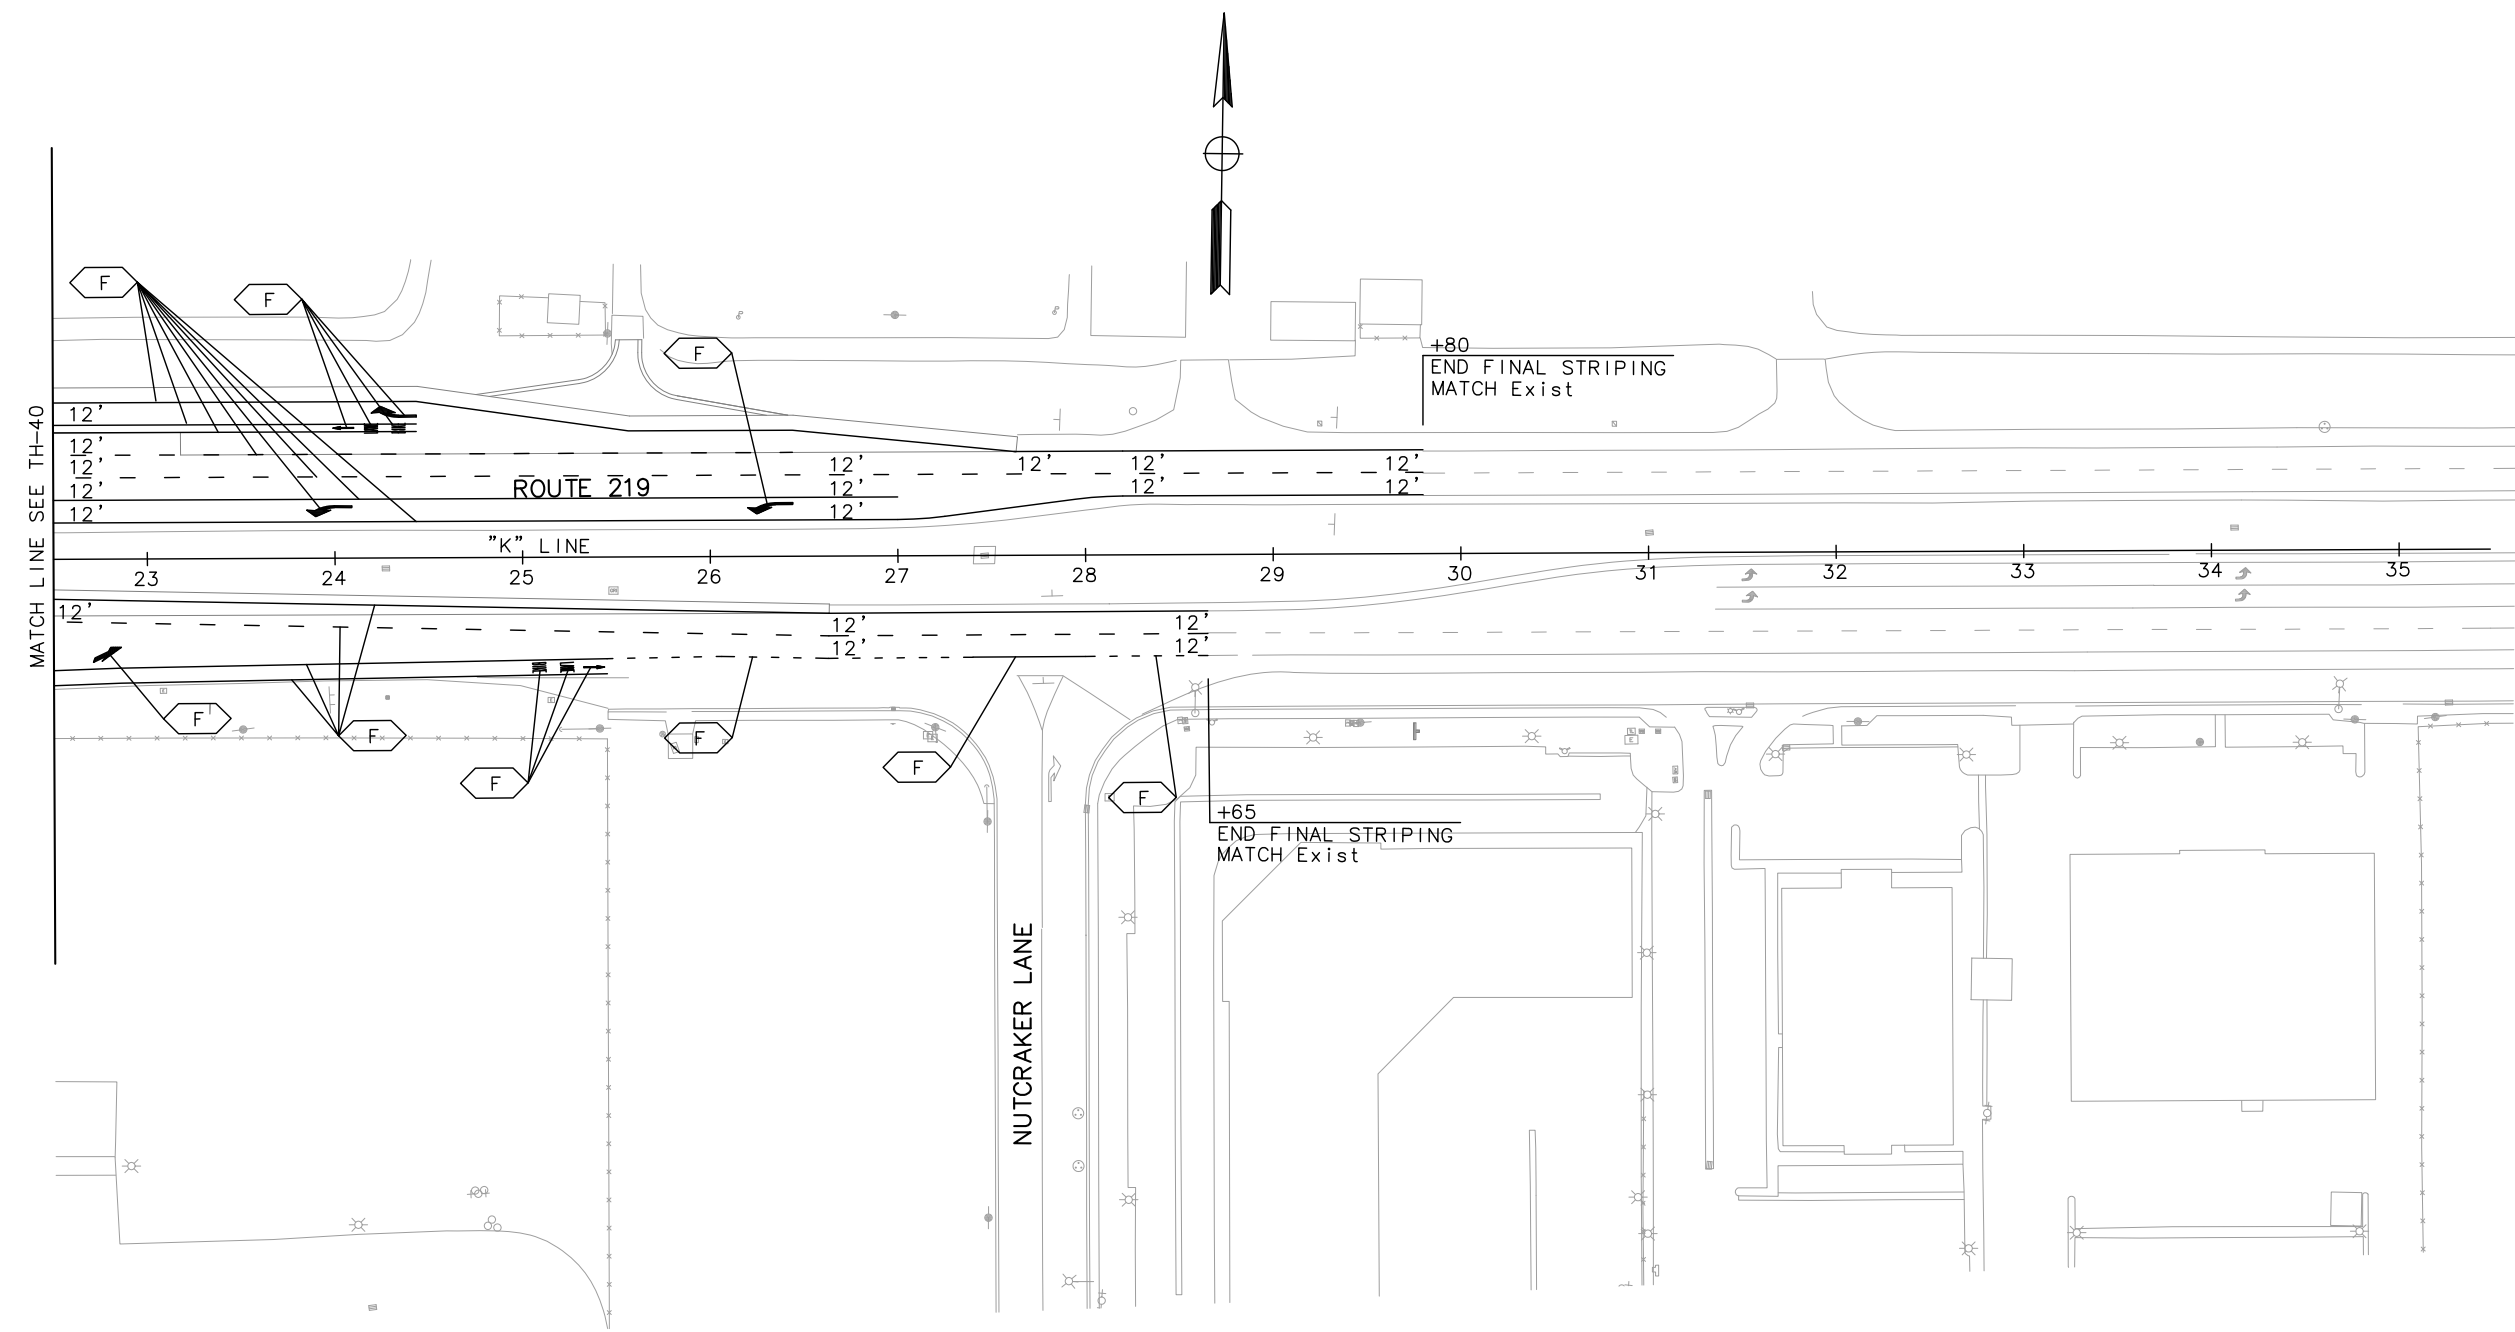 F
F
F
+80
END FINAL STRIPING
MATCH Exist
MATCH LINE SEE TH-40
12'
12'
12'
12'
12'
12'
12'
12'
12'
12'
12'
12'
12'
ROUTE 219
"K" LINE
23
24
25
26
27
28
29
30
31
32
33
34
35
12'
12'
12'
12'
12'
F
F
F
F
F
F
+65
END FINAL STRIPING
MATCH Exist
NUTCRAKER LANE